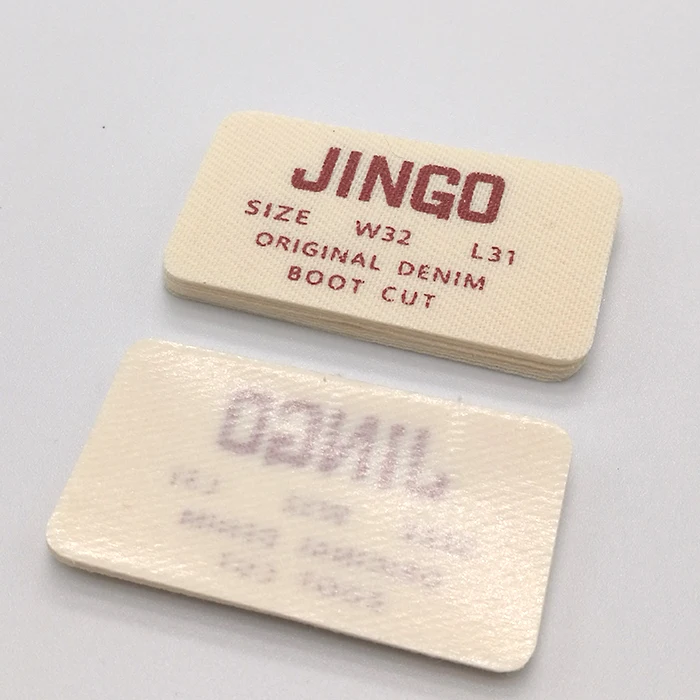 JINGO
SIZE W32 L31
ORIGINAL DENIM
BOOT CUT